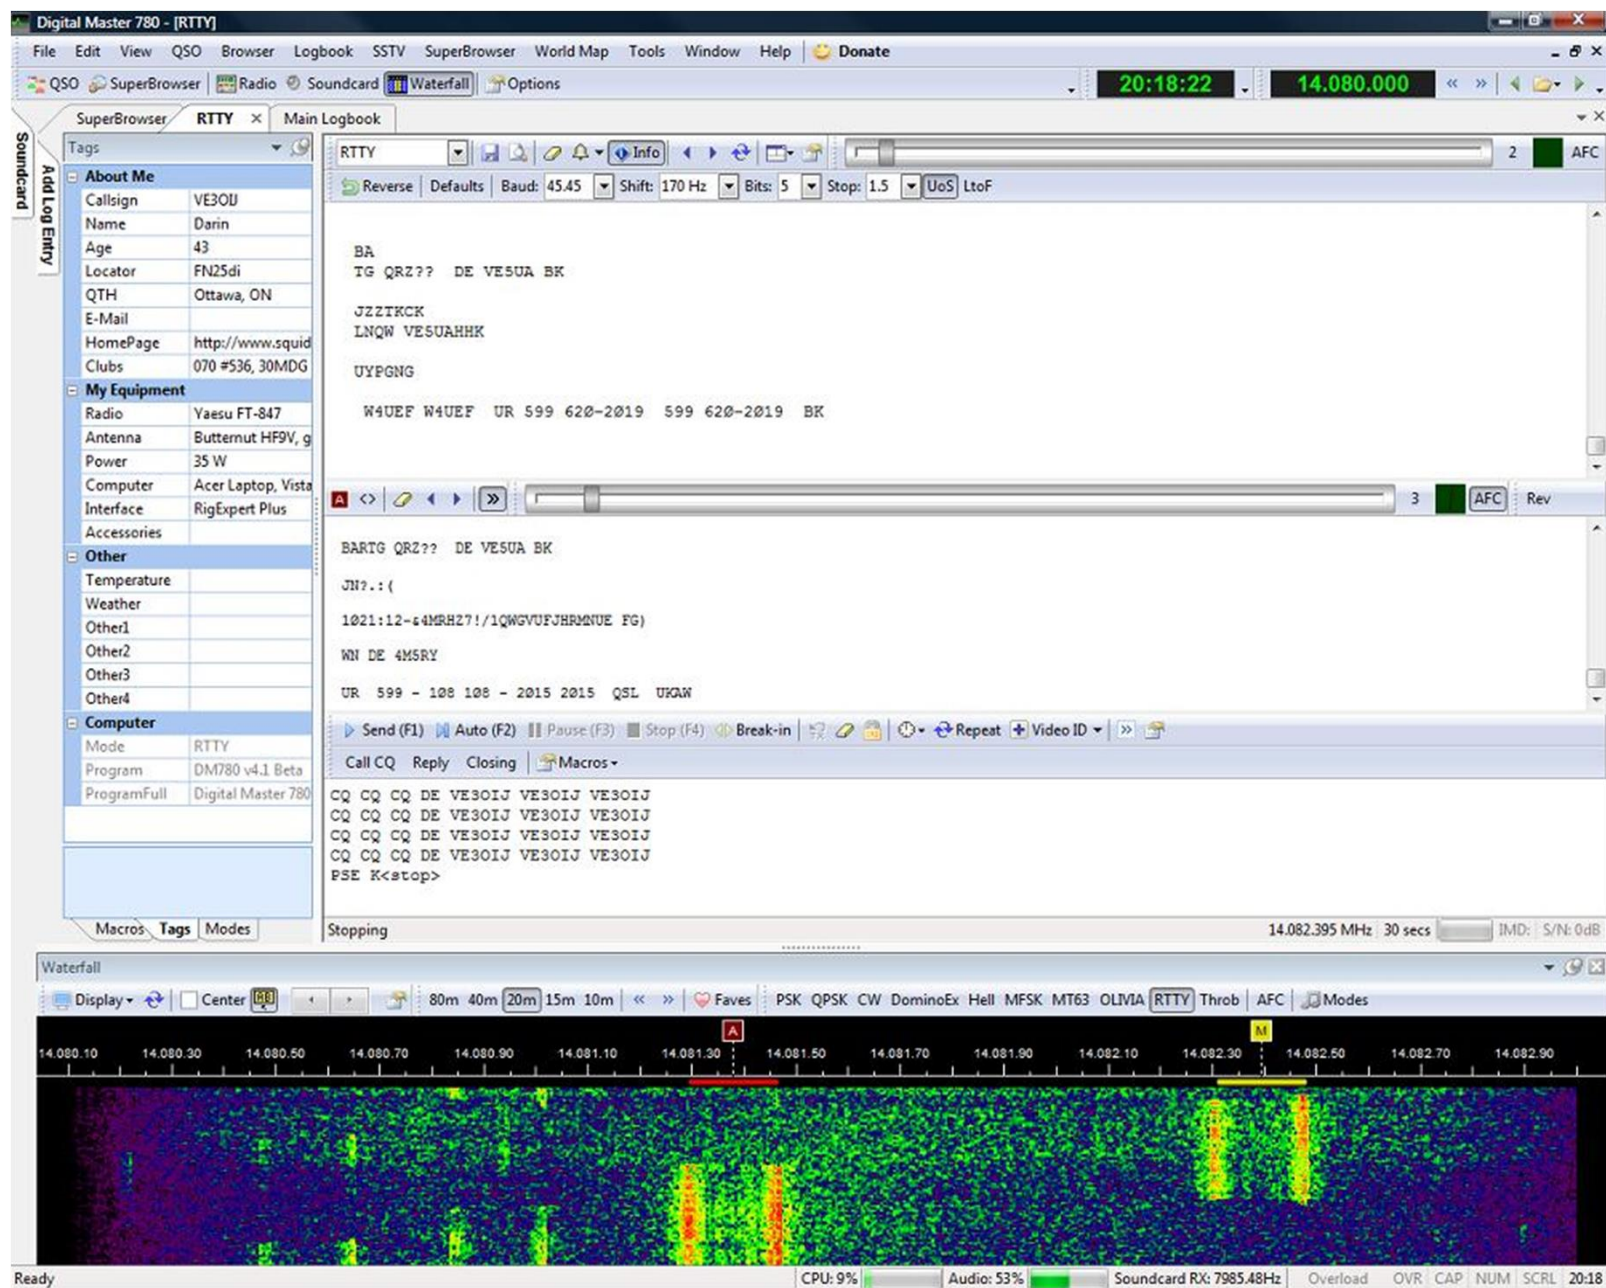 Digital Master 780 - [RTTY]
File Edit View QSO Browser Logbook SSTV SuperBrowser World Map Tools Window Help Donate
QSO SuperBrowser Radio Soundcard Waterfall Options 20:18:22 14.080.000
SuperBrowser RTTY Main Logbook
Soundcard
Add Log Entry
Tags
About Me
Callsign VE3OIJ
Name Darin
Age 43
Locator FN25di
QTH Ottawa, ON
E-Mail
HomePage http://www.squid
Clubs 070 #536, 30MDG
My Equipment
Radio Yaesu FT-847
Antenna Butternut HF9V, g
Power 35 W
Computer Acer Laptop, Vista
Interface RigExpert Plus
Accessories
Other
Temperature
Weather
Other1
Other2
Other3
Other4
Computer
Mode RTTY
Program DM780 v4.1 Beta
ProgramFull Digital Master 780
Macros Tags Modes
RTTY Info 2 AFC
Reverse Defaults Baud: 45.45 Shift: 170 Hz Bits: 5 Stop: 1.5 UoS LtoF
BA
TG QRZ?? DE VE5UA BK
JZZTKCK
LNQW VE5UAHHK
UYPGNG
W4UEF W4UEF UR 599 62Ø-2Ø19 599 62Ø-2Ø19 BK
A <> » 3 AFC Rev
BARTG QRZ?? DE VE5UA BK
JN?.:(
1Ø21:12-&4MRHZ7!/1QWGVUFJHRMNUE FG)
WN DE 4M5RY
UR 599 - 1Ø8 1Ø8 - 2Ø15 2Ø15 QSL UKAW
Send (F1) Auto (F2) Pause (F3) Stop (F4) Break-in Repeat Video ID
Call CQ Reply Closing Macros
CQ CQ CQ DE VE3OIJ VE3OIJ VE3OIJ
CQ CQ CQ DE VE3OIJ VE3OIJ VE3OIJ
CQ CQ CQ DE VE3OIJ VE3OIJ VE3OIJ
CQ CQ CQ DE VE3OIJ VE3OIJ VE3OIJ
PSE K<stop>
Stopping 14.082.395 MHz 30 secs IMD: S/N: 0dB
Waterfall
Display Center 80m 40m 20m 15m 10m « » Faves PSK QPSK CW DominoEx Hell MFSK MT63 OLIVIA RTTY Throb AFC Modes
A M
14.080.10 14.080.30 14.080.50 14.080.70 14.080.90 14.081.10 14.081.30 14.081.50 14.081.70 14.081.90 14.082.10 14.082.30 14.082.50 14.082.70 14.082.90
Ready CPU: 9% Audio: 53% Soundcard RX: 7985.48Hz Overload OVR CAP NUM SCRL 20:18